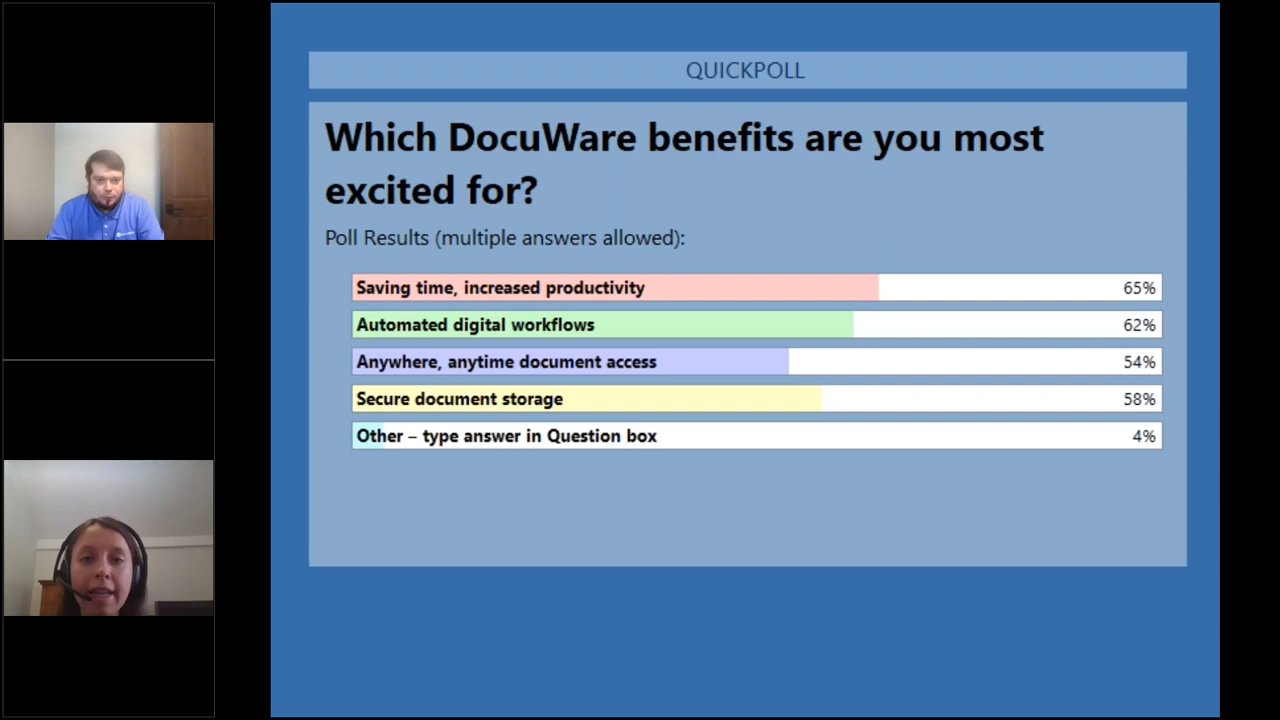 QUICKPOLL
Which DocuWare benefits are you most
excited for?
Poll Results (multiple answers allowed):
Saving time, increased productivity 65%
Automated digital workflows 62%
Anywhere, anytime document access 54%
Secure document storage 58%
Other – type answer in Question box 4%